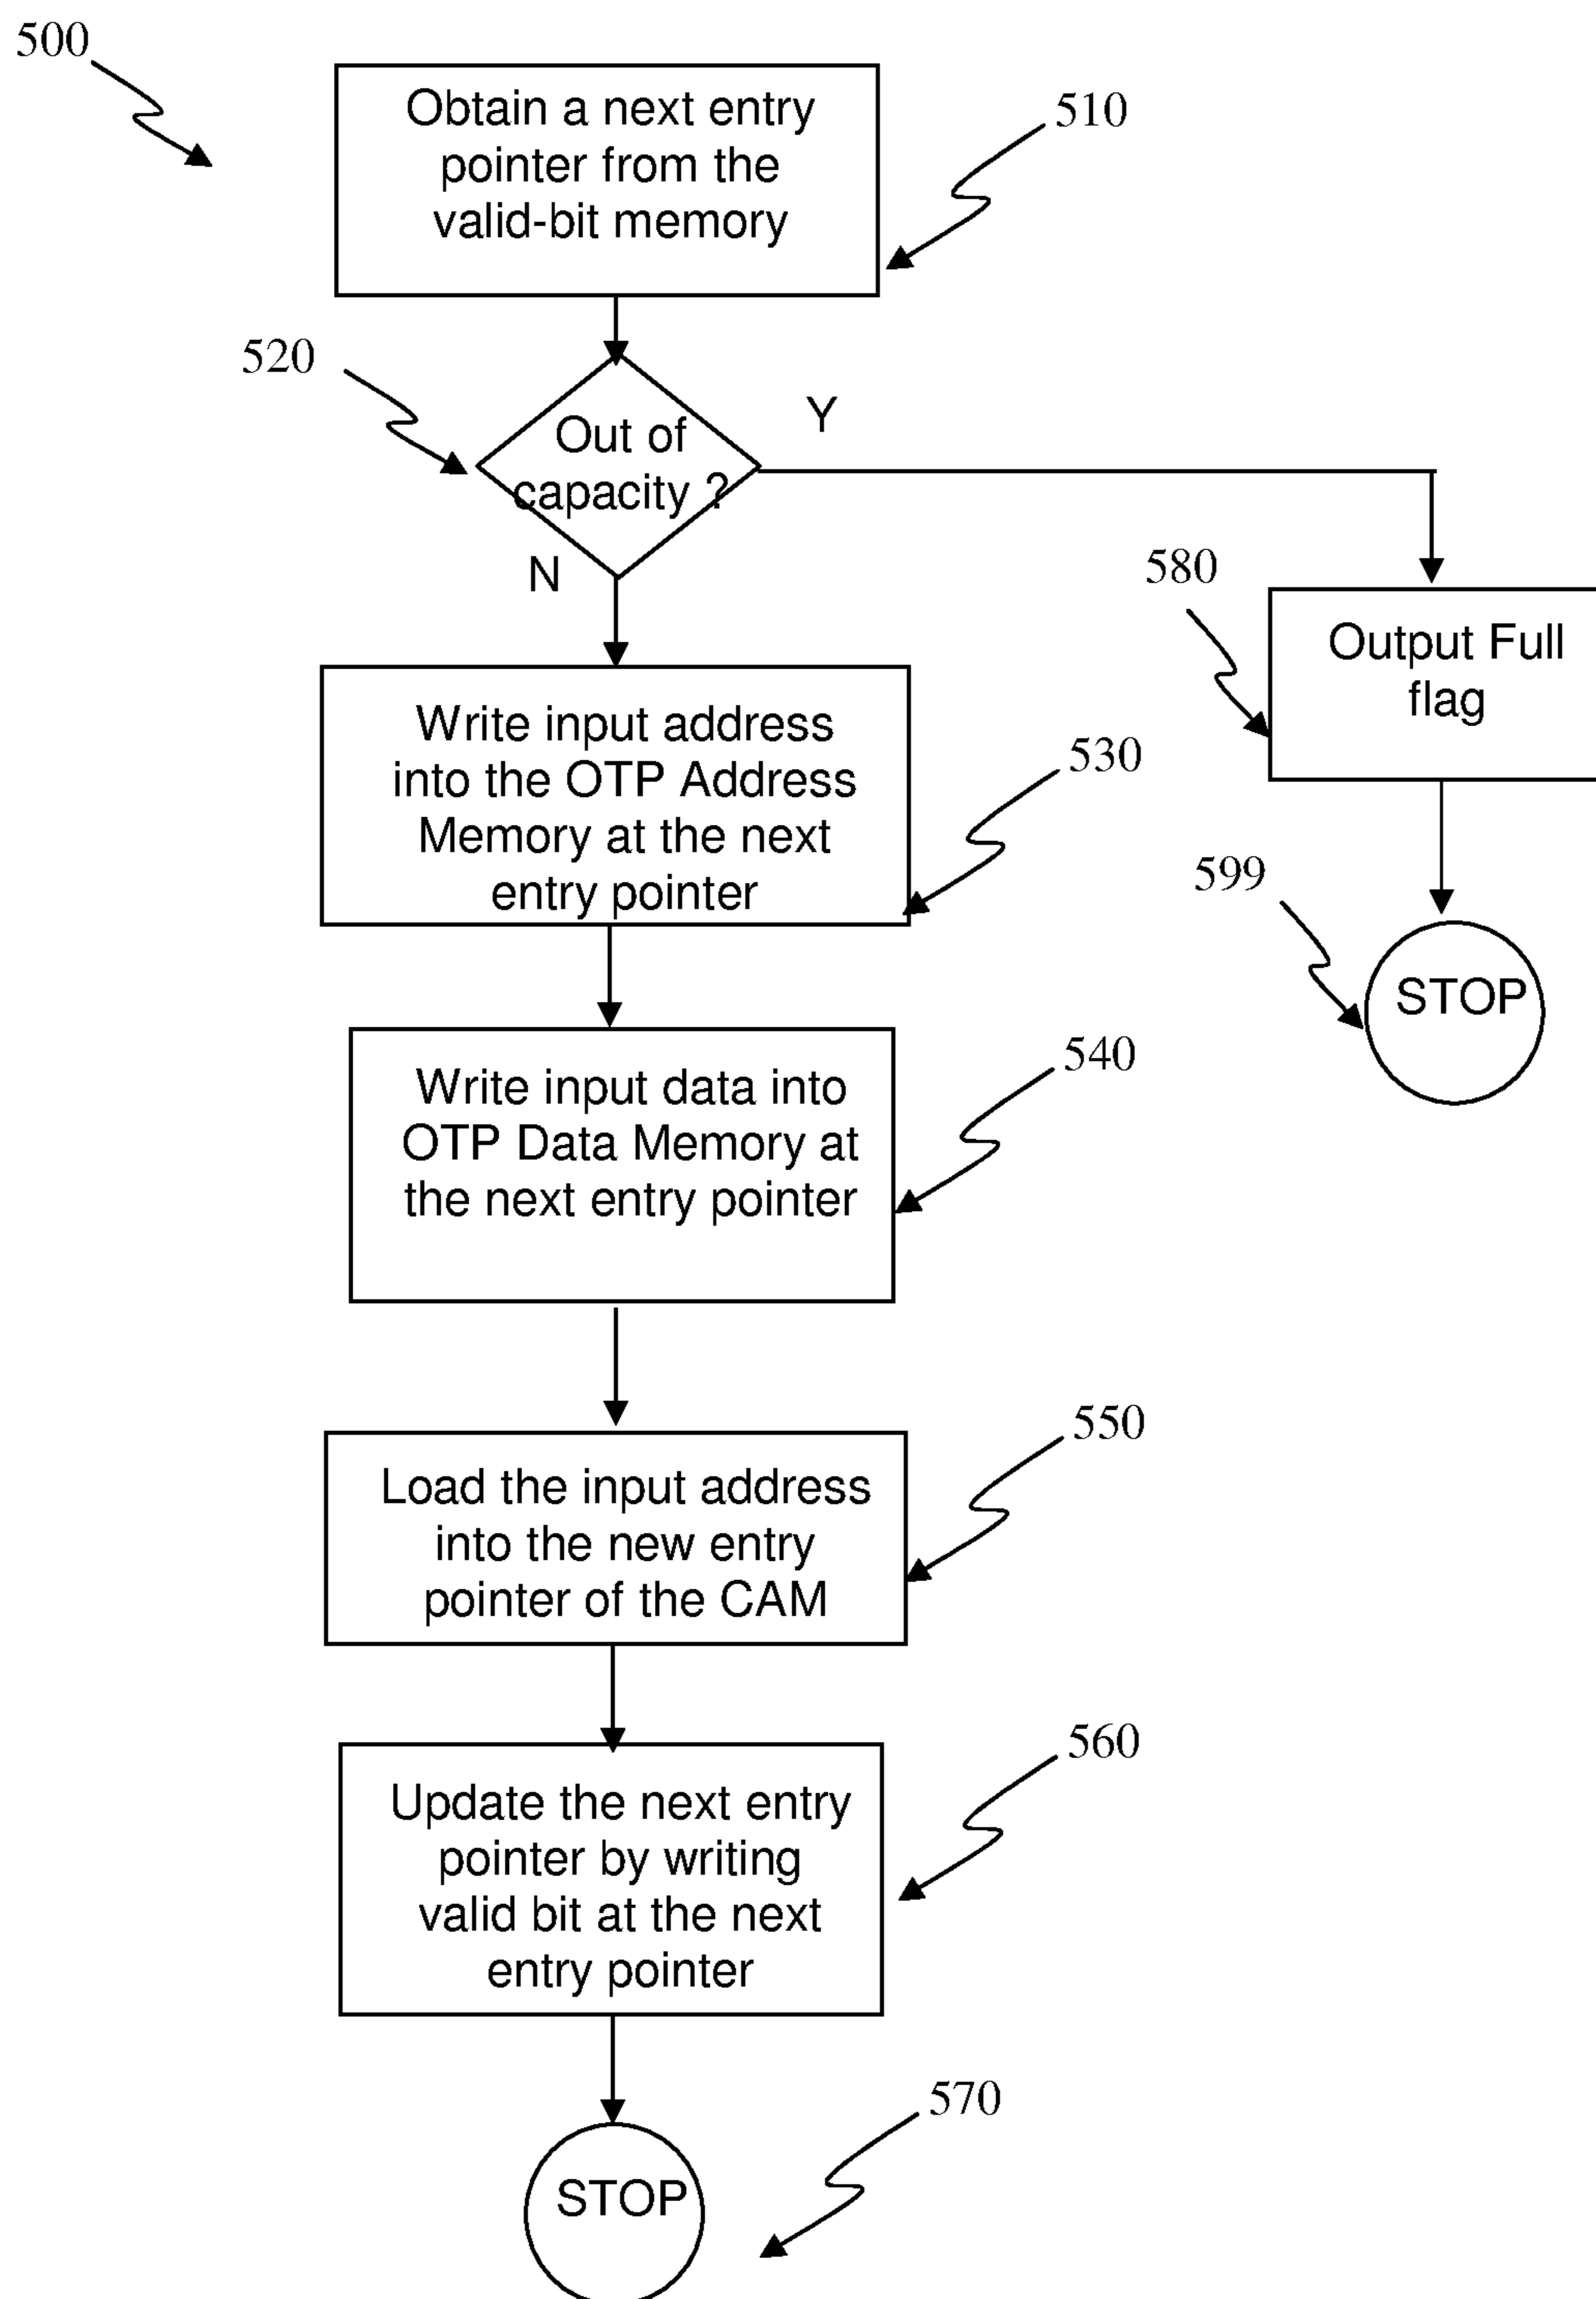 500
Obtain a next entry
pointer from the
valid-bit memory
510
520
Out of
capacity ?
Y
N
580
Output Full
flag
Write input address
into the OTP Address
Memory at the next
entry pointer
530
599
STOP
Write input data into
OTP Data Memory at
the next entry pointer
540
Load the input address
into the new entry
pointer of the CAM
550
Update the next entry
pointer by writing
valid bit at the next
entry pointer
560
STOP
570